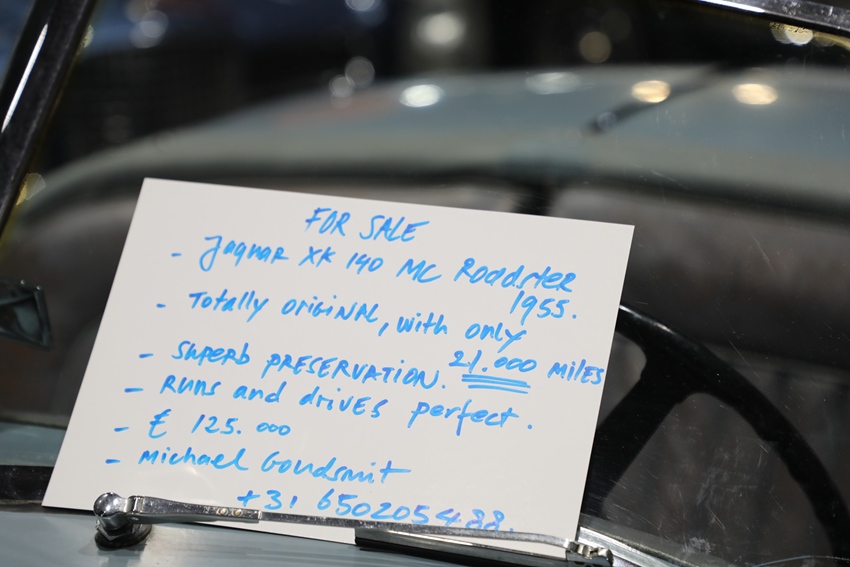 FOR SALE
- Jaguar XK 140 MC Roadster
1955.
- Totally ORIGINAL, with only
21.000 MILES
- Superb PRESERVATION.
- RUNS and dRIVES perfect.
- € 125.000
- Michael Goudsmit
+31 650205488.